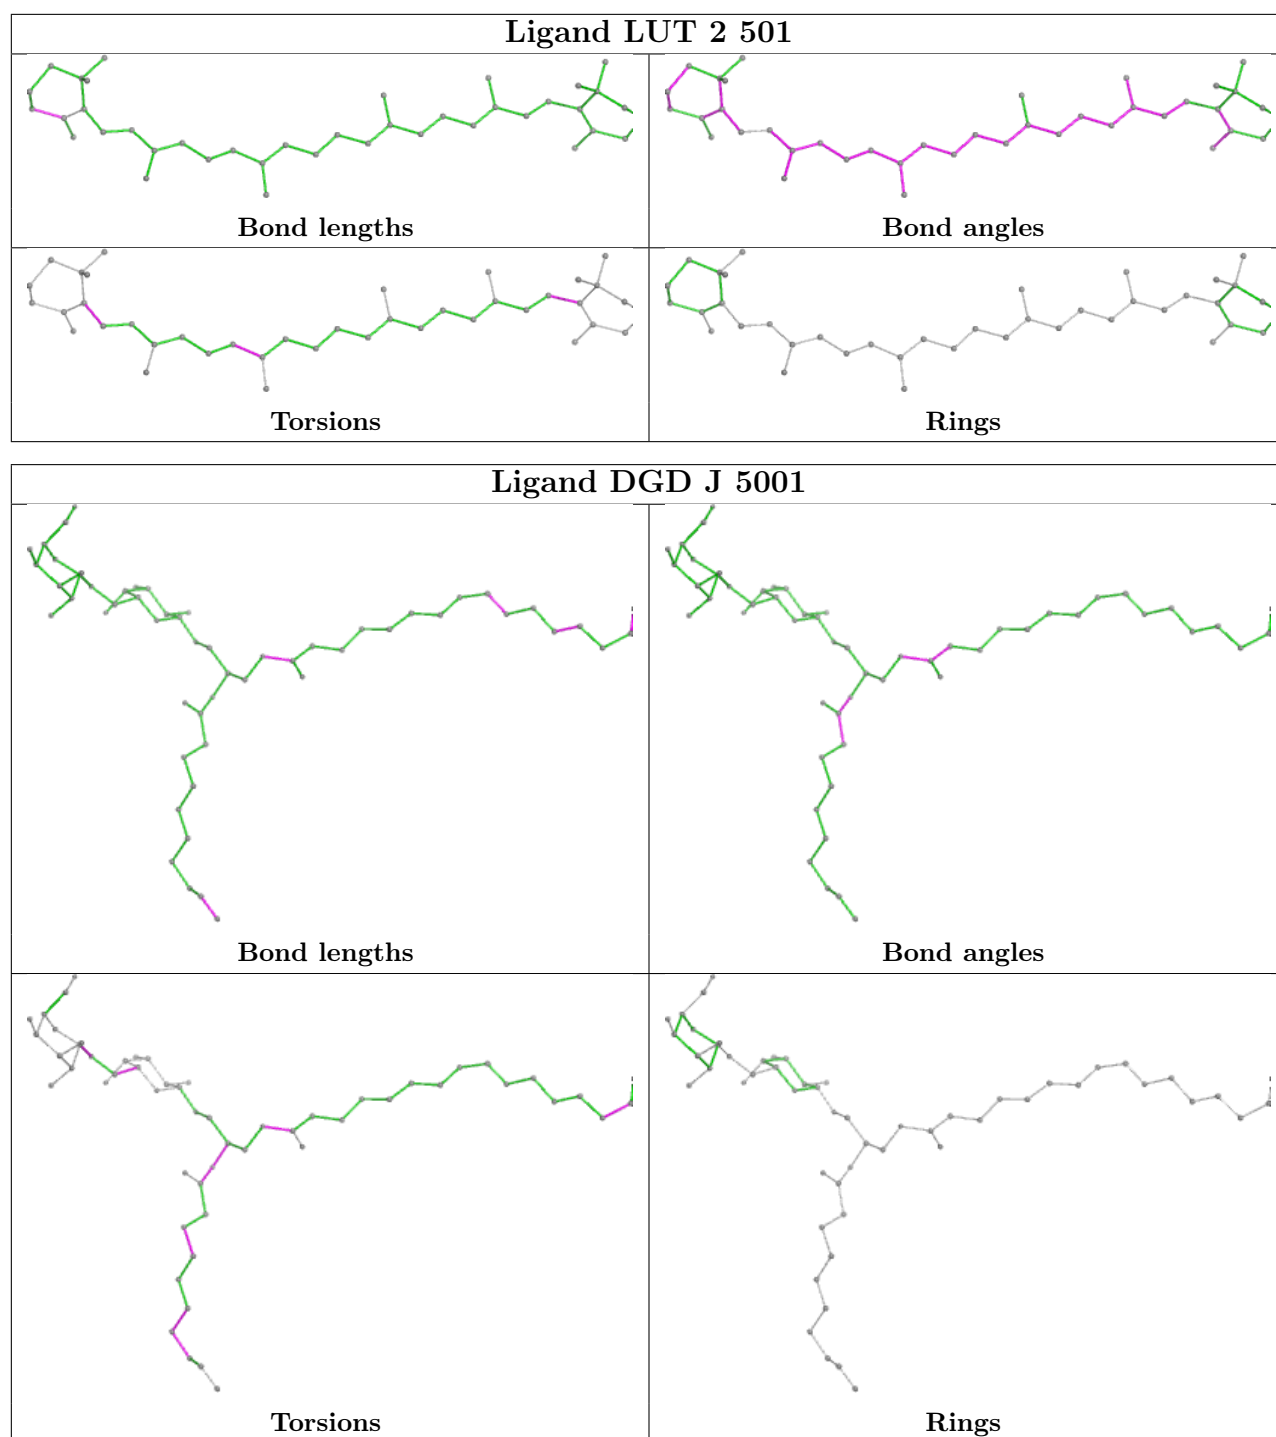 Ligand LUT 2 501
Bond lengths
Bond angles
Torsions
Rings
Ligand DGD J 5001
Bond lengths
Bond angles
Torsions
Rings